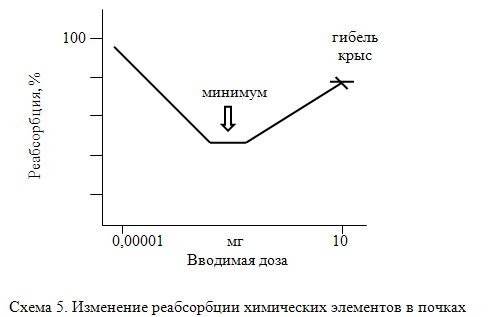 100
гибель
крыс
минимум
Реабсорбция, %
0,00001
мг
10
Вводимая доза
Схема 5. Изменение реабсорбции химических элементов в почках